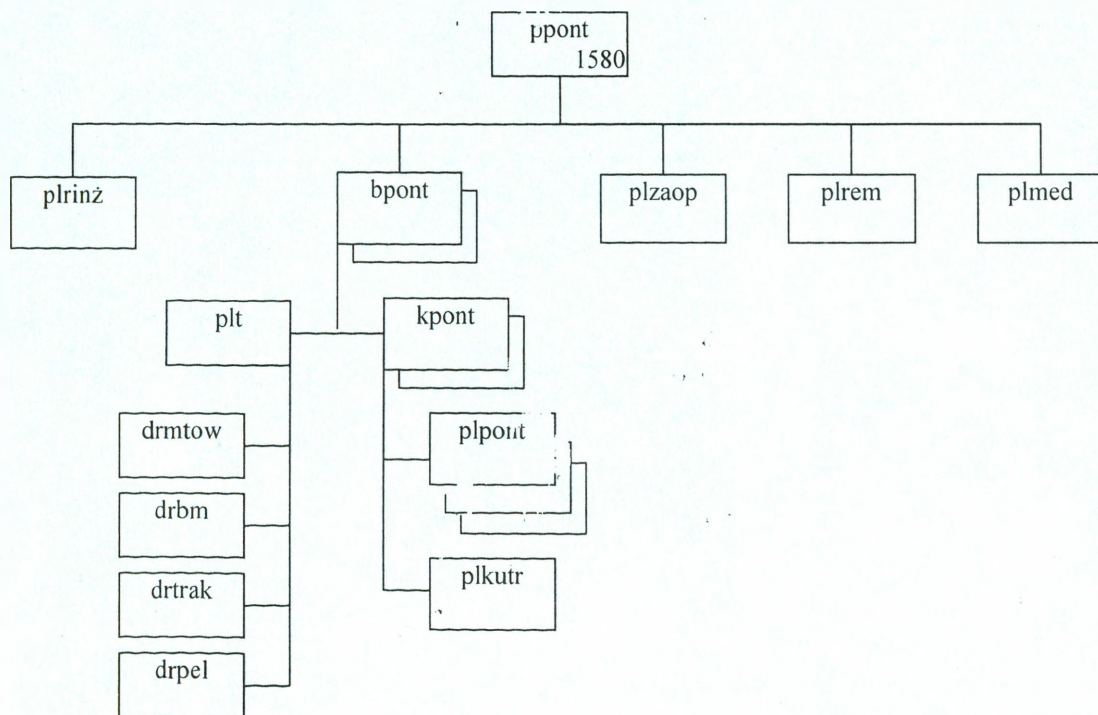 ppont
1580
plrinż
bpont
plzaop
plrem
plmed
plt
kpont
drmtow
plpont
drbm
drtrak
plkutr
drpel